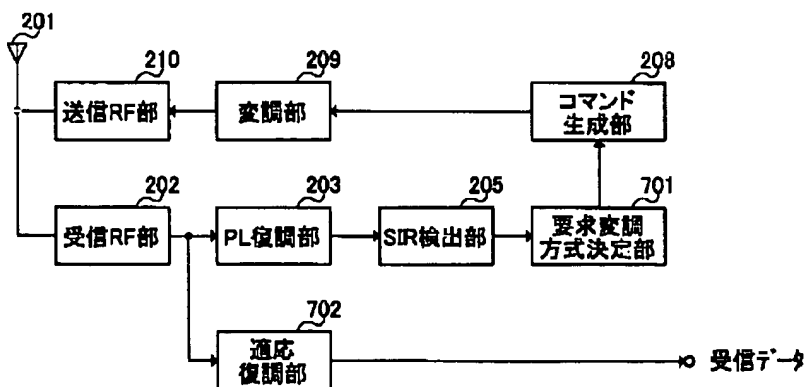 201
210
送信RF部
209
変調部
208
コマンド
生成部
202
受信RF部
203
PL復調部
205
SIR検出部
701
要求変調
方式決定部
702
適応
復調部
受信データ